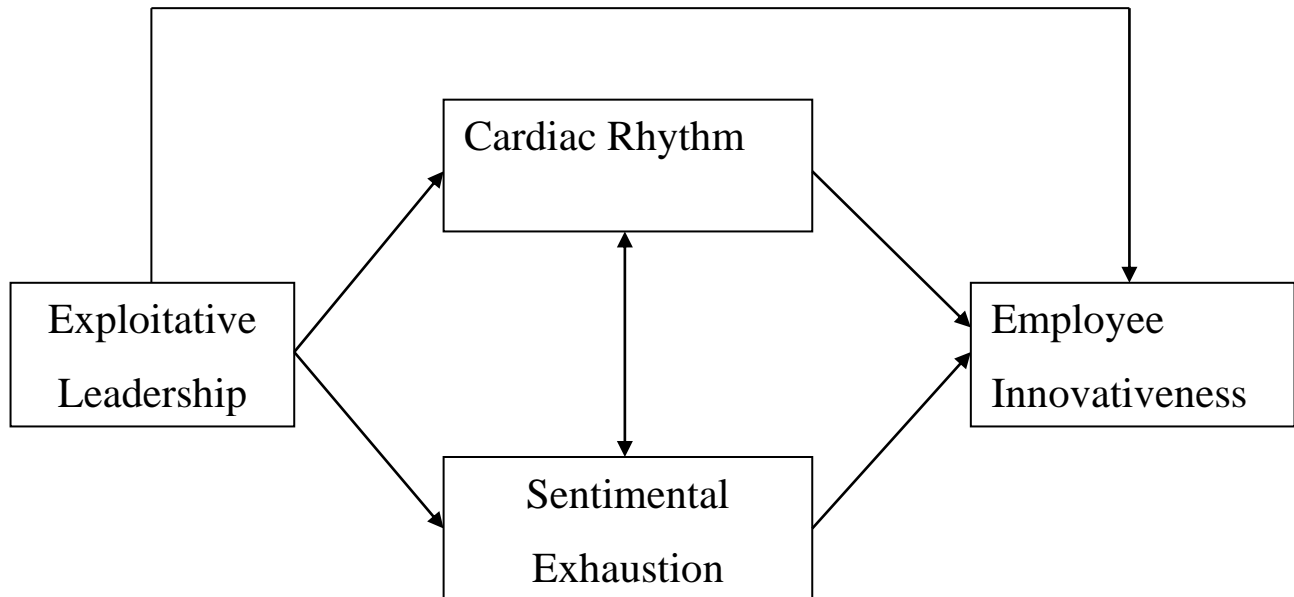 Cardiac Rhythm
Exploitative
Leadership
Employee
Innovativeness
Sentimental
Exhaustion